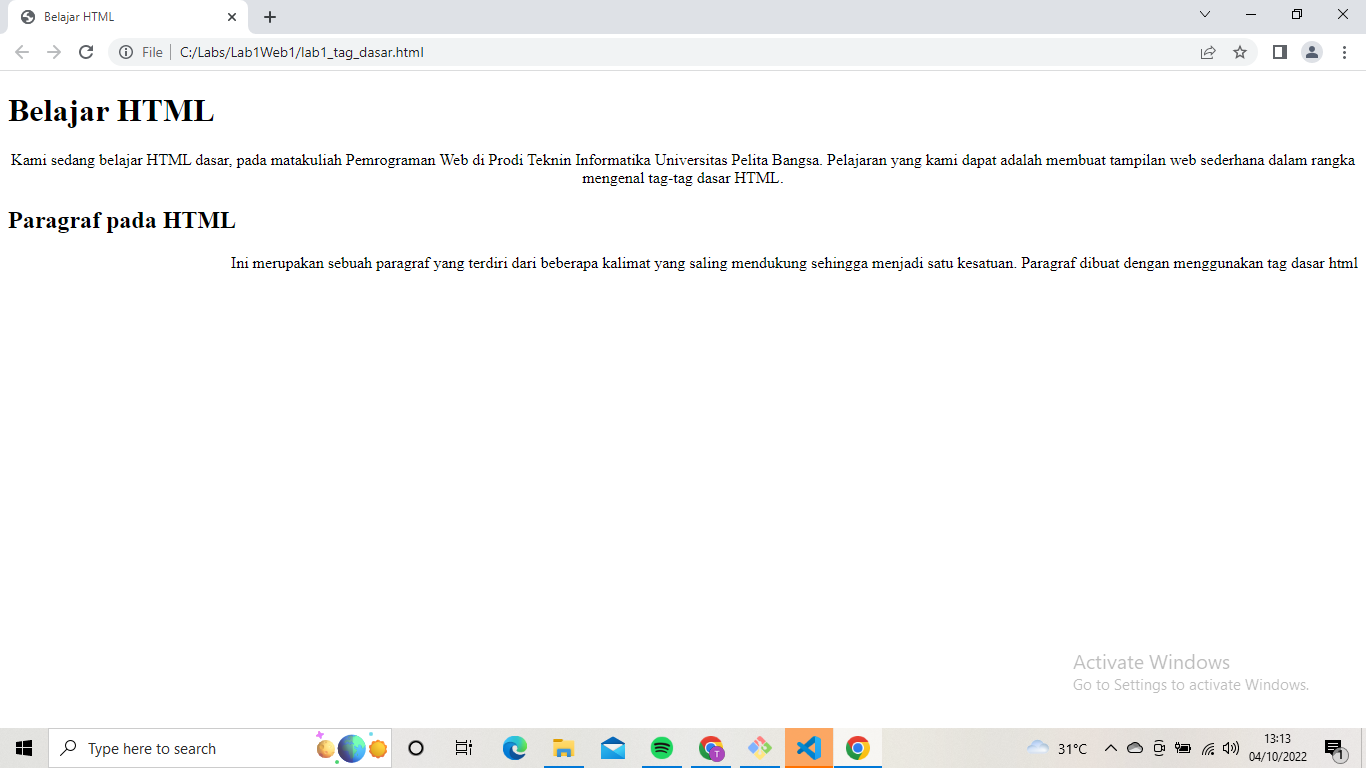 Belajar HTML
File
C:/Labs/Lab1Web1/lab1_tag_dasar.html
Belajar HTML
Kami sedang belajar HTML dasar, pada matakuliah Pemrograman Web di Prodi Teknin Informatika Universitas Pelita Bangsa. Pelajaran yang kami dapat adalah membuat tampilan web sederhana dalam rangka
mengenal tag-tag dasar HTML.
Paragraf pada HTML
Ini merupakan sebuah paragraf yang terdiri dari beberapa kalimat yang saling mendukung sehingga menjadi satu kesatuan. Paragraf dibuat dengan menggunakan tag dasar html
Activate Windows
Go to Settings to activate Windows.
Type here to search
T
31°C
13:13
04/10/2022
1